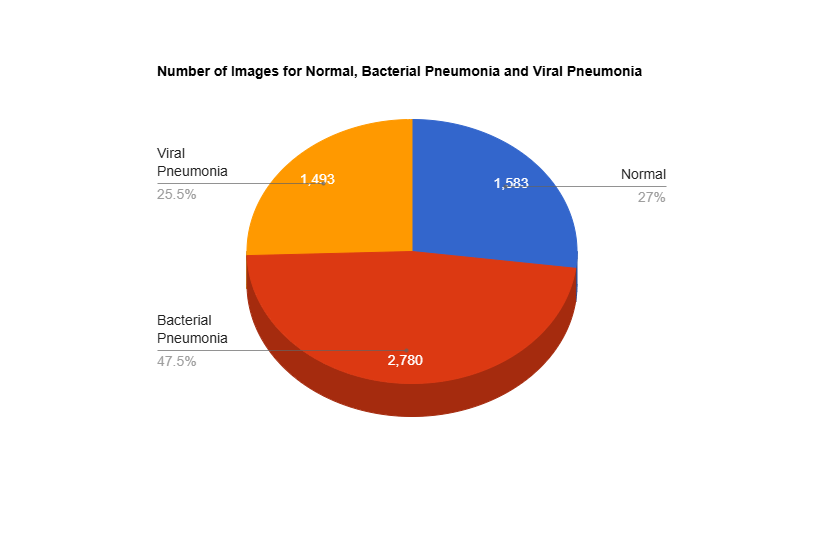 Number of Images for Normal, Bacterial Pneumonia and Viral Pneumonia
Viral
Pneumonia
25.5%
1,493
1,583
Normal
27%
Bacterial
Pneumonia
47.5%
2,780